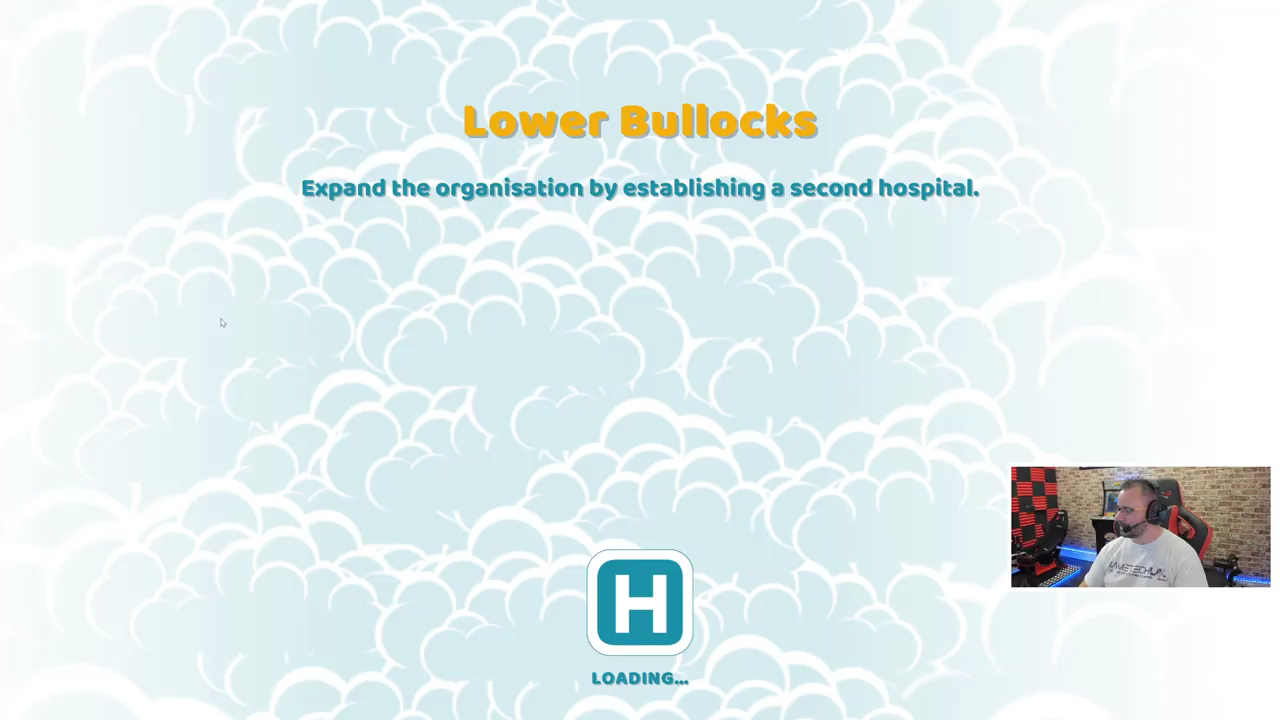 Lower Bullocks
Expand the organisation by establishing a second hospital.
H
LOADING...